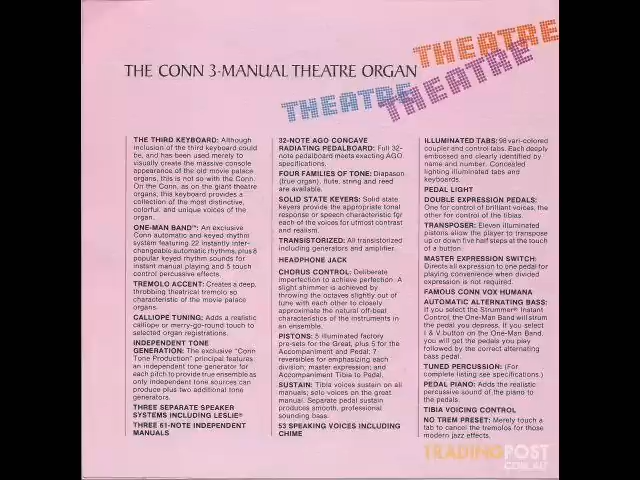 THEATRE
THEATRE
THEATRE
THE CONN 3-MANUAL THEATRE ORGAN
THE THIRD KEYBOARD: Although
inclusion of the third keyboard could
be, and has been used merely to
visually create the massive console
appearance of the old movie palace
organs, this is not so with the Conn.
On the Conn, as on the giant theatre
organs, this keyboard provides a
collection of the most distinctive,
colorful, and unique voices of the
organ.
ONE-MAN BAND™: An exclusive
Conn automatic and keyed rhythm
system featuring 22 instantly inter-
changeable automatic rhythms, plus 8
popular keyed rhythm sounds for
instant manual playing and 5 touch
control percussive effects.
TREMOLO ACCENT: Creates a deep,
throbbing theatrical tremolo so
characteristic of the movie palace
organs.
CALLIOPE TUNING: Adds a realistic
calliope or merry-go-round touch to
selected organ registrations.
INDEPENDENT TONE
GENERATION: The exclusive "Conn
Tone Production" principal features
an independent tone generator for
each pitch to provide true ensemble as
only independent tone sources can
produce plus two additional tone
generators.
THREE SEPARATE SPEAKER
SYSTEMS INCLUDING LESLIE®
THREE 61-NOTE INDEPENDENT
MANUALS
32-NOTE AGO CONCAVE
RADIATING PEDALBOARD: Full 32-
note pedalboard meets exacting AGO
specifications.
FOUR FAMILIES OF TONE: Diapason
(true organ), flute, string and reed
are available.
SOLID STATE KEYERS: Solid state
keyers provide the appropriate tonal
response or speech characteristic for
each of the voices for utmost contrast
and realism.
TRANSISTORIZED: All transistorized
including generators and amplifier.
HEADPHONE JACK
CHORUS CONTROL: Deliberate
imperfection to achieve perfection. A
slight shimmer is achieved by
throwing the octaves slightly out of
tune with each other to closely
approximate the natural off-beat
characteristics of the instruments in
an ensemble.
PISTONS: 5 illuminated factory
pre-sets for the Great, plus 5 for the
Accompaniment and Pedal; 7
reversibles for emphasizing each
division; master expression; and
Accompaniment Tibia to Pedal.
SUSTAIN: Tibia voices sustain on all
manuals; solo voices on the great
manual. Separate pedal sustain
produces smooth, professional
sounding bass.
53 SPEAKING VOICES INCLUDING
CHIME
ILLUMINATED TABS: 98 vari-colored
coupler and control tabs. Each deeply
embossed and clearly identified by
name and number. Concealed
lighting illuminated tabs and
keyboards.
PEDAL LIGHT
DOUBLE EXPRESSION PEDALS:
One for control of brilliant voices, the
other for control of the tibias.
TRANSPOSER: Eleven illuminated
pistons allow the player to transpose
up or down five half steps at the touch
of a button.
MASTER EXPRESSION SWITCH:
Directs all expression to one pedal for
playing convenience when divided
expression is not required.
FAMOUS CONN VOX HUMANA
AUTOMATIC ALTERNATING BASS:
If you select the Strummer® Instant
Control, the One-Man Band will strum
the pedal you depress. If you select
I & V button on the One-Man Band,
you will get the pedals you play
followed by the correct alternating
bass pedal.
TUNED PERCUSSION: (For
complete listing see specifications.)
PEDAL PIANO: Adds the realistic
percussive sound of the piano to
the pedals.
TIBIA VOICING CONTROL
NO TREM PRESET: Merely touch a
tab to cancel the tremolos for those
modern jazz effects.
TRADINGPOST
.COM.AU